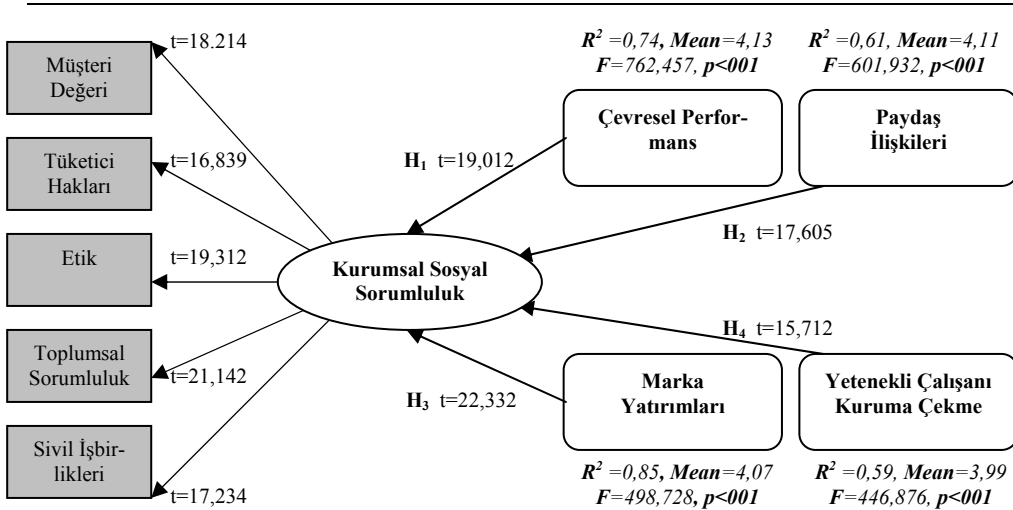 t=18.214
Müşteri
Değeri
t=16,839
Tüketici
Hakları
t=19,312
Etik
Toplumsal
Sorumluluk
t=21,142
Sivil İşbir-
likleri
t=17,234
Kurumsal Sosyal
Sorumluluk
R² =0,74, Mean=4,13
F=762,457, p<001
Çevresel Perfor-
mans
H₁ t=19,012
R² =0,61, Mean=4,11
F=601,932, p<001
Paydaş
İlişkileri
H₂ t=17,605
H₄ t=15,712
H₃ t=22,332
Marka
Yatırımları
R² =0,85, Mean=4,07
F=498,728, p<001
Yetenekli Çalışanı
Kuruma Çekme
R² =0,59, Mean=3,99
F=446,876, p<001